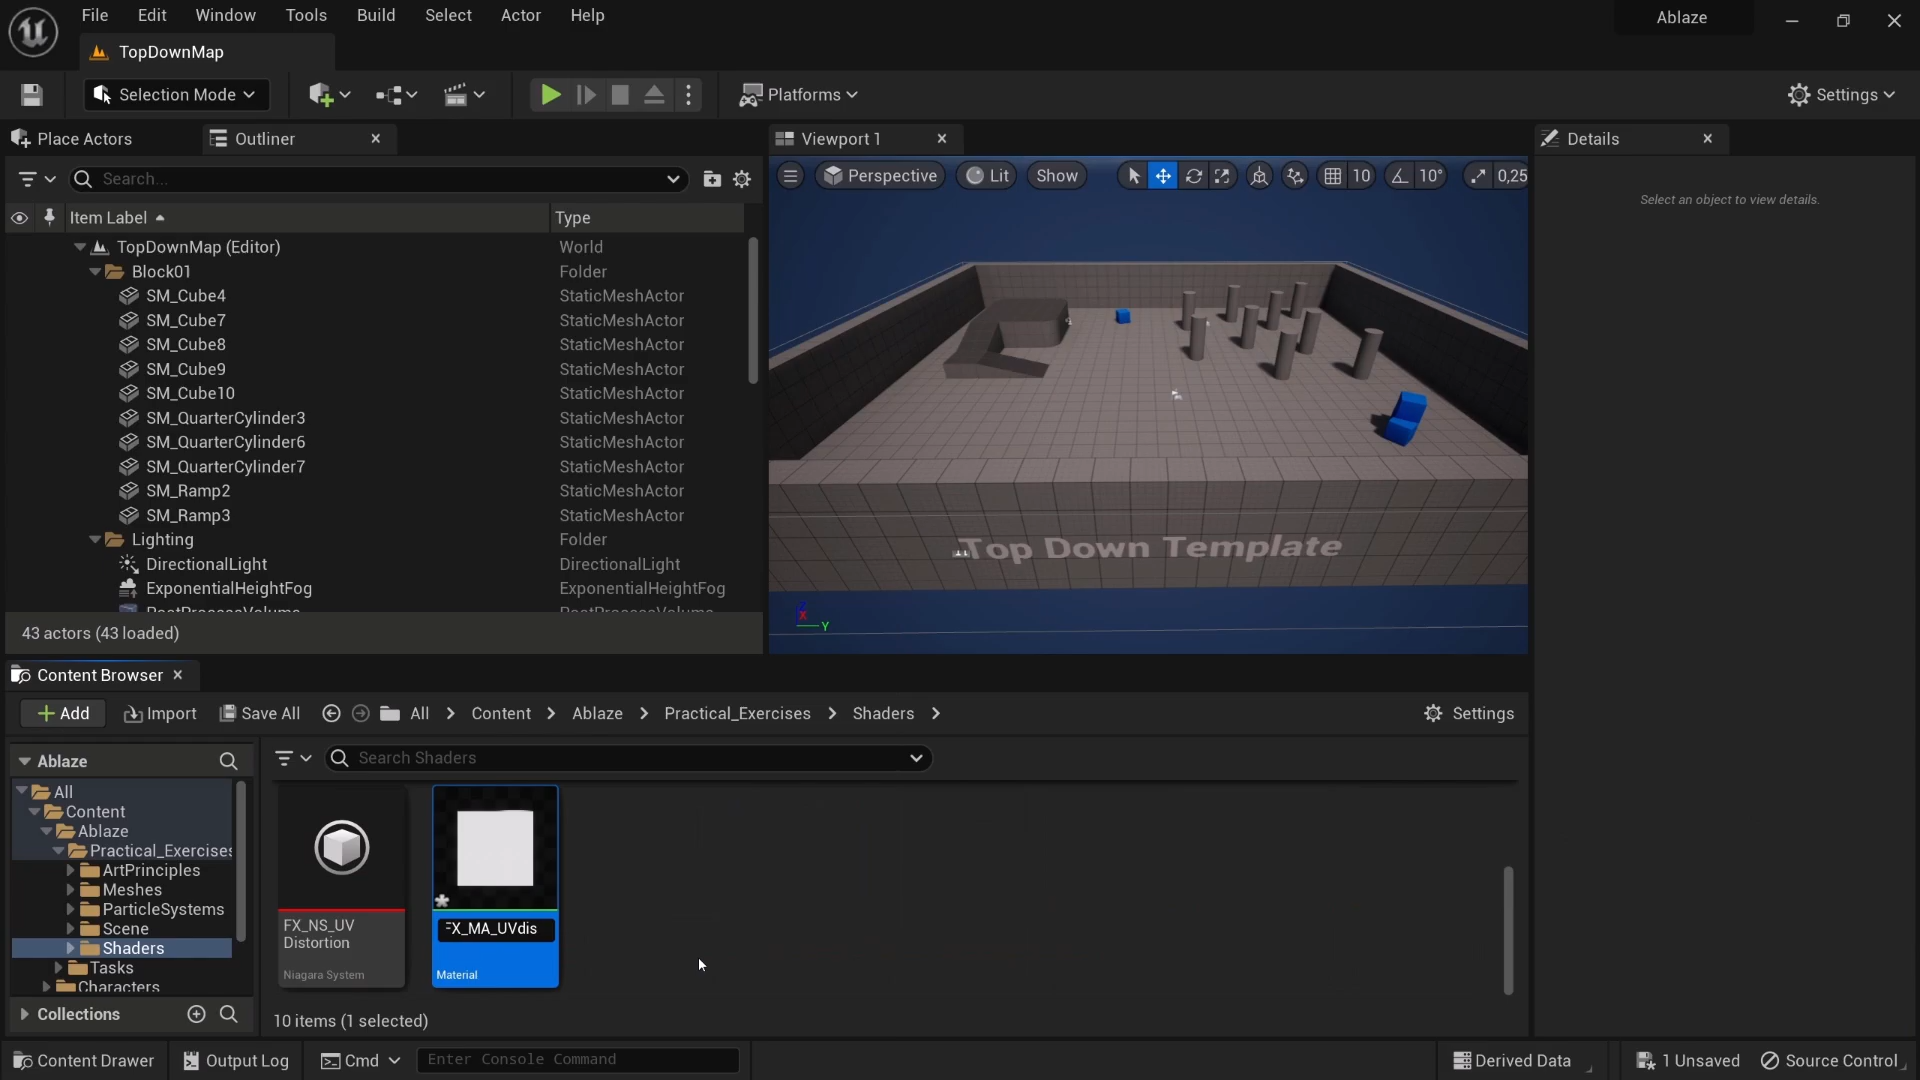 File Edit Window Tools Build Select Actor Help
Ablaze
TopDownMap
Selection Mode
Platforms
Settings
Place Actors
Outliner
Viewport 1
Details
Search...
Perspective
Lit
Show
10
10°
0,25
Select an object to view details.
Item Label Type
TopDownMap (Editor) World
Block01 Folder
SM_Cube4 StaticMeshActor
SM_Cube7 StaticMeshActor
SM_Cube8 StaticMeshActor
SM_Cube9 StaticMeshActor
SM_Cube10 StaticMeshActor
SM_QuarterCylinder3 StaticMeshActor
SM_QuarterCylinder6 StaticMeshActor
SM_QuarterCylinder7 StaticMeshActor
SM_Ramp2 StaticMeshActor
SM_Ramp3 StaticMeshActor
Lighting Folder
DirectionalLight DirectionalLight
ExponentialHeightFog ExponentialHeightFog
PostProcessVolume PostProcessVolume
43 actors (43 loaded)
Top Down Template
Z
X
Y
Content Browser
Add Import Save All All Content Ablaze Practical_Exercises Shaders Settings
Ablaze
Search Shaders
All
Content
Ablaze
Practical_Exercises
ArtPrinciples
Meshes
ParticleSystems
Scene
Shaders
Tasks
Characters
Collections
FX_NS_UV
Distortion
Niagara System
FX_MA_UVdis
Material
10 items (1 selected)
Content Drawer Output Log Cmd Enter Console Command Derived Data 1 Unsaved Source Control